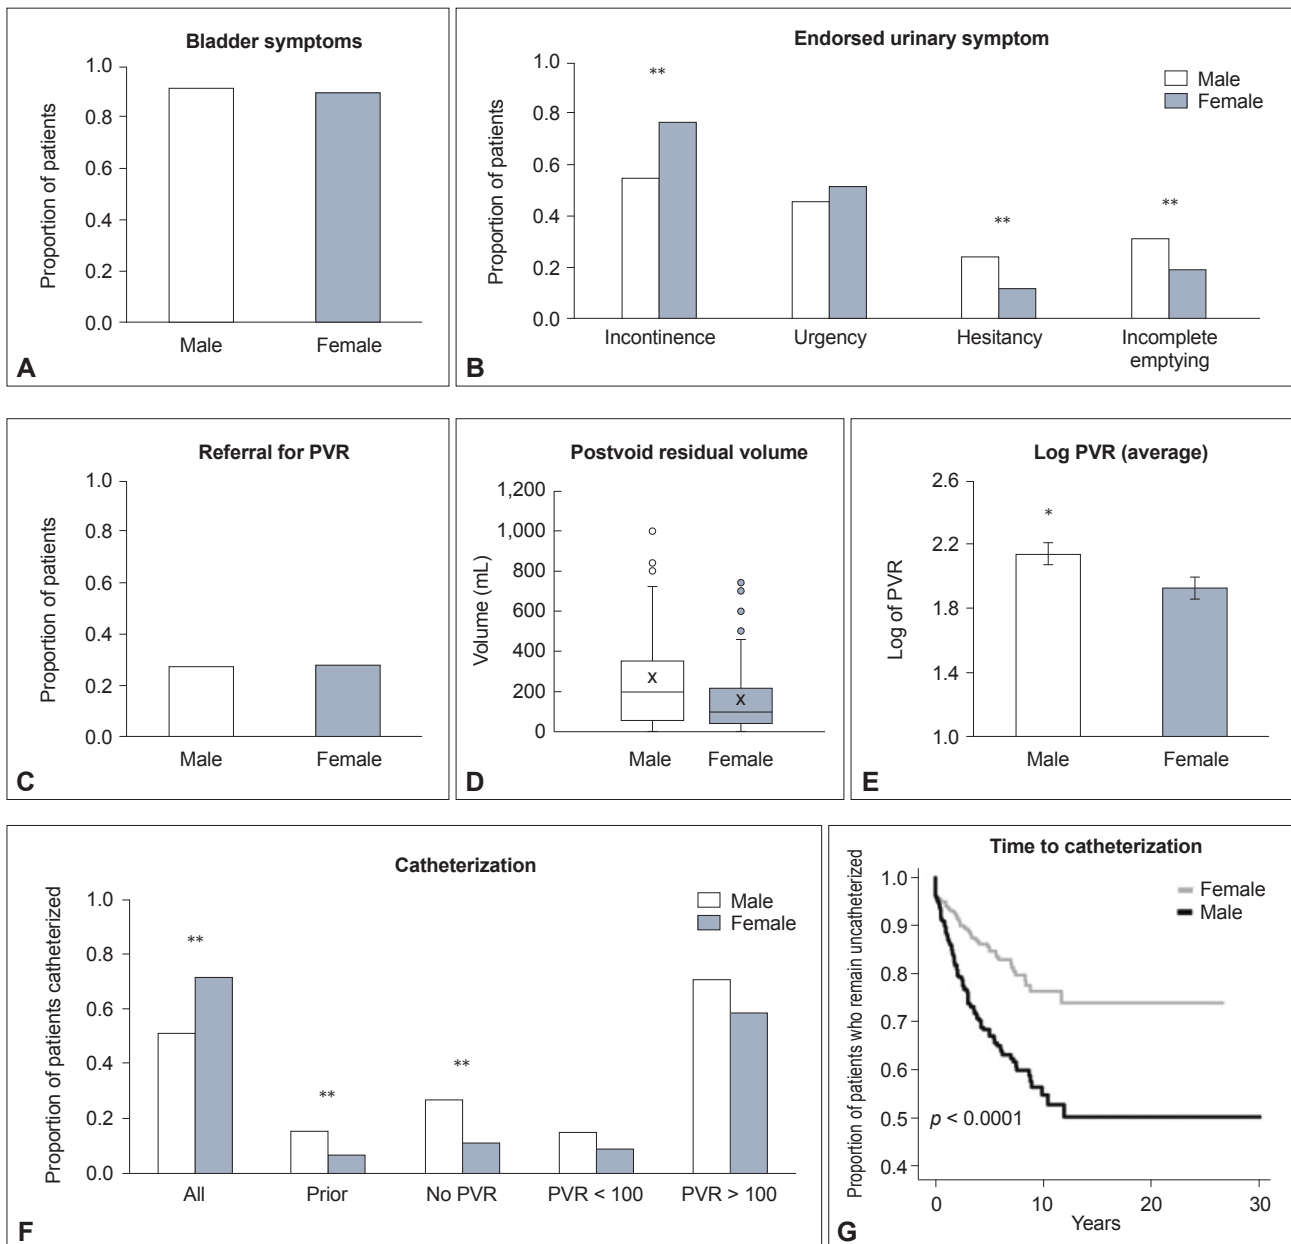 Bladder symptoms
Proportion of patients
1.0
0.8
0.6
0.4
0.2
0.0
Male
Female
A
Endorsed urinary symptom
Proportion of patients
1.0
0.8
0.6
0.4
0.2
0.0
**
**
**
Male
Female
Incontinence
Urgency
Hesitancy
Incomplete
emptying
B
Referral for PVR
Proportion of patients
1.0
0.8
0.6
0.4
0.2
0.0
Male
Female
C
Postvoid residual volume
Volume (mL)
1,200
1,000
800
600
400
200
0
x
x
Male
Female
D
Log PVR (average)
Log of PVR
2.6
2.2
1.8
1.4
1.0
*
Male
Female
E
Catheterization
Proportion of patients catheterized
1.0
0.8
0.6
0.4
0.2
0.0
**
**
**
Male
Female
All
Prior
No PVR
PVR < 100
PVR > 100
F
Time to catheterization
Proportion of patients who remain uncatheterized
1.0
0.9
0.8
0.7
0.6
0.5
0.4
Female
Male
p < 0.0001
0
10
20
30
Years
G